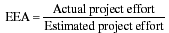 EEA = Actual project effort
Estimated project effort